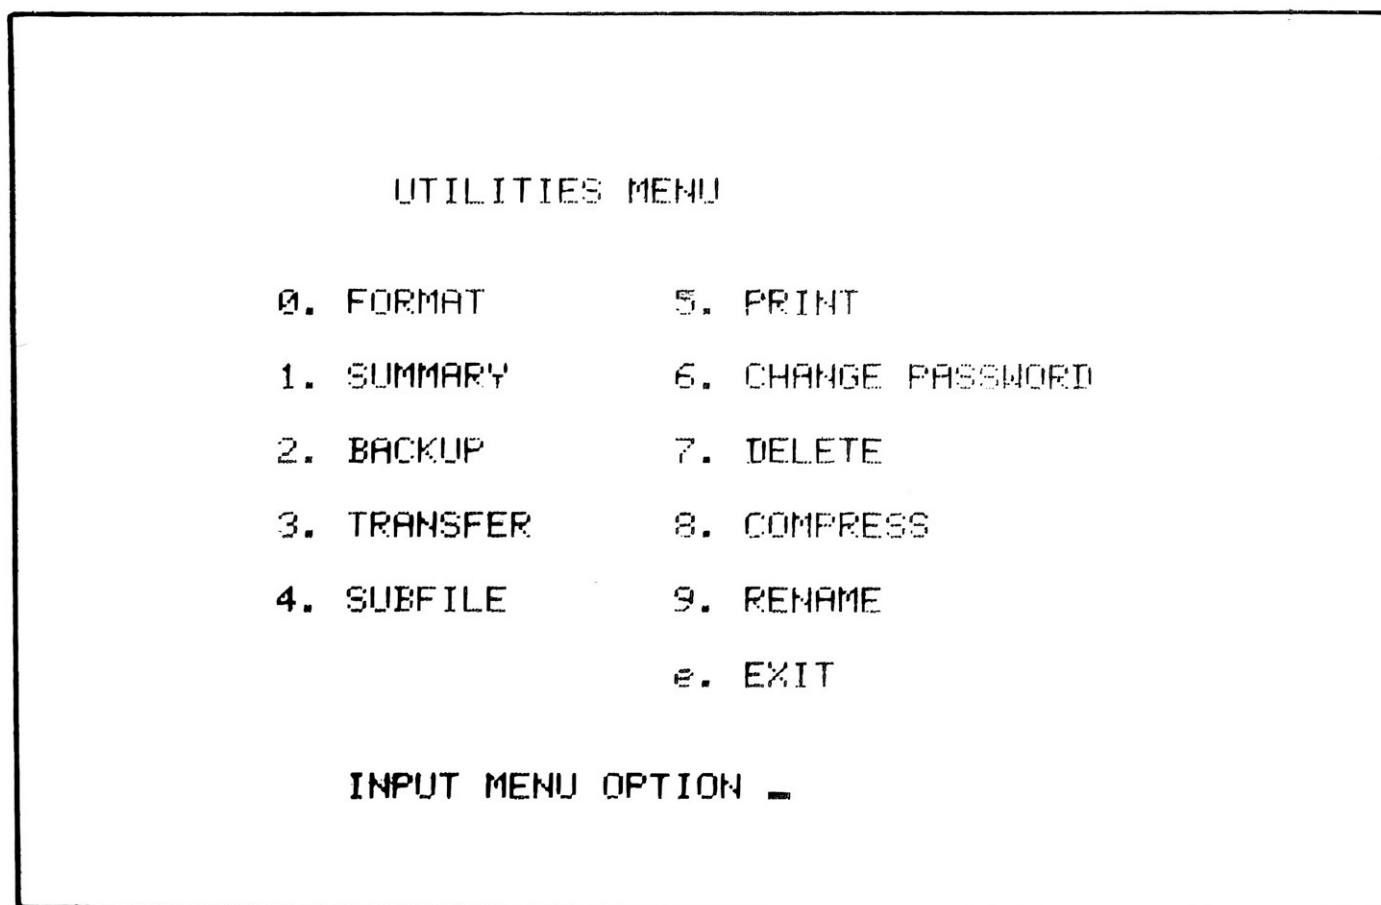 UTILITIES MENU
0. FORMAT 5. PRINT
1. SUMMARY 6. CHANGE PASSWORD
2. BACKUP 7. DELETE
3. TRANSFER 8. COMPRESS
4. SUBFILE 9. RENAME
e. EXIT
INPUT MENU OPTION _